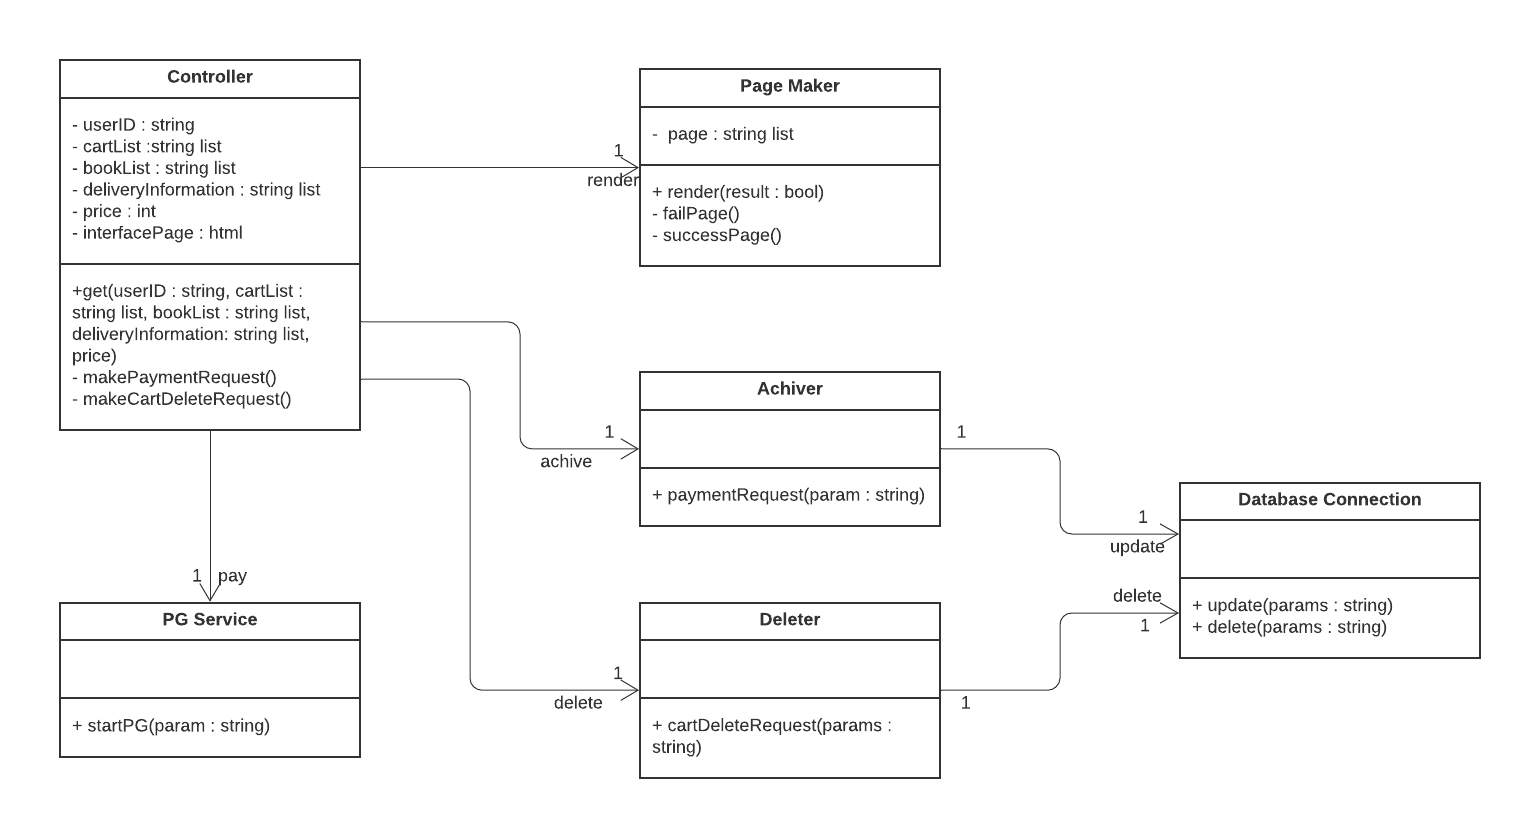 Controller
- userID : string
- cartList :string list
- bookList : string list
- deliveryInformation : string list
- price : int
- interfacePage : html
+get(userID : string, cartList :
string list, bookList : string list,
deliveryInformation: string list,
price)
- makePaymentRequest()
- makeCartDeleteRequest()
1
render
Page Maker
- page : string list
+ render(result : bool)
- failPage()
- successPage()
1
achive
Achiver
+ paymentRequest(param : string)
1
1
update
Database Connection
+ update(params : string)
+ delete(params : string)
delete
1
1
pay
PG Service
+ startPG(param : string)
1
delete
Deleter
+ cartDeleteRequest(params :
string)
1